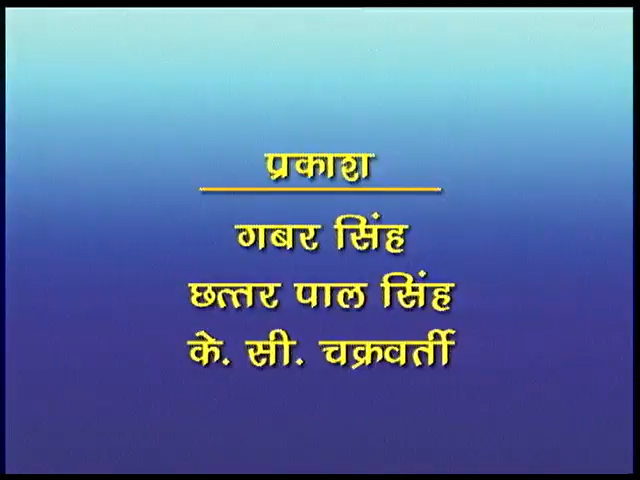 प्रकाश
गबर सिंह
छत्तर पाल सिंह
के. सी. चक्रवर्ती